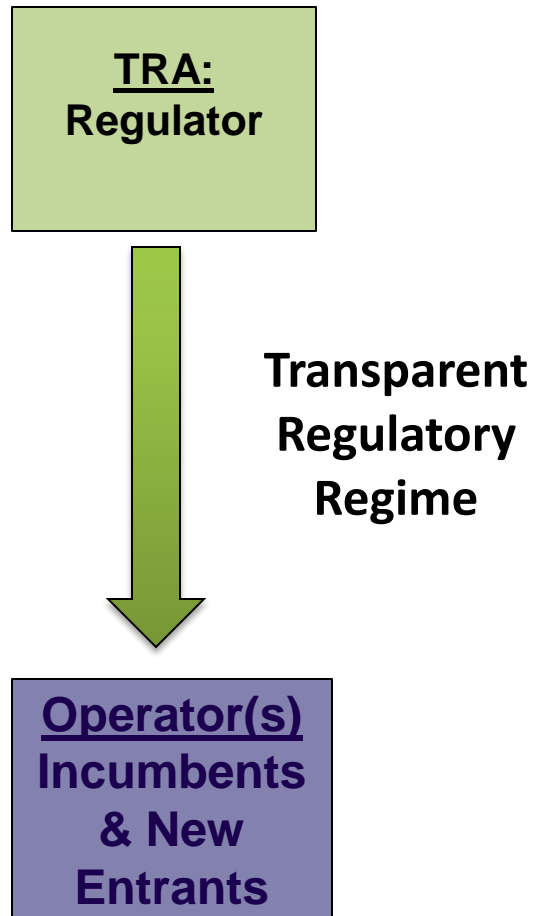 TRA:
Regulator
Transparent
Regulatory
Regime
Operator(s)
Incumbents
& New
Entrants